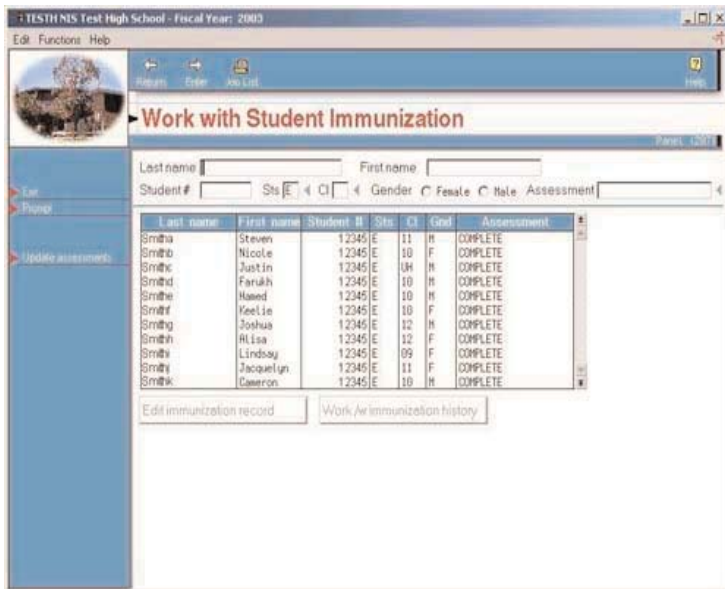 TESTH NIS Test High School - Fiscal Year: 2003
Edit Functions Help
Return Enter Job List Help
Work with Student Immunization
Panel
Last name First name
Student # Sts E Cl Gender Female Male Assessment
Exit
Prompt
Update assessments
Last name First name Student # Sts Cl Gnd Assessment
Smitha Steven 12345 E 11 M COMPLETE
Smithb Nicole 12345 E 10 F COMPLETE
Smithc Justin 12345 E UH M COMPLETE
Smithd Farukh 12345 E 10 M COMPLETE
Smithe Hamed 12345 E 10 M COMPLETE
Smithf Keelie 12345 E 10 F COMPLETE
Smithg Joshua 12345 E 12 M COMPLETE
Smithh Alisa 12345 E 12 F COMPLETE
Smithi Lindsay 12345 E 09 F COMPLETE
Smithj Jacquelyn 12345 E 11 F COMPLETE
Smithk Cameron 12345 E 10 M COMPLETE
Edit immunization record Work /w immunization history